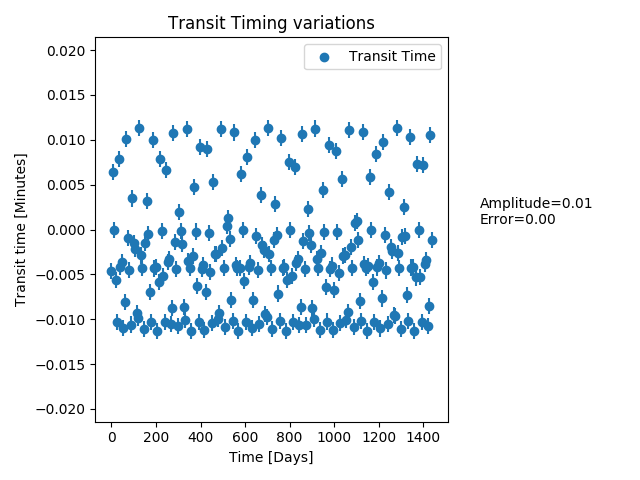 Transit Timing variations
Transit Time
0.020
0.015
0.010
0.005
0.000
−0.005
−0.010
−0.015
−0.020
Transit time [Minutes]
0 200 400 600 800 1000 1200 1400
Time [Days]
Amplitude=0.01
Error=0.00